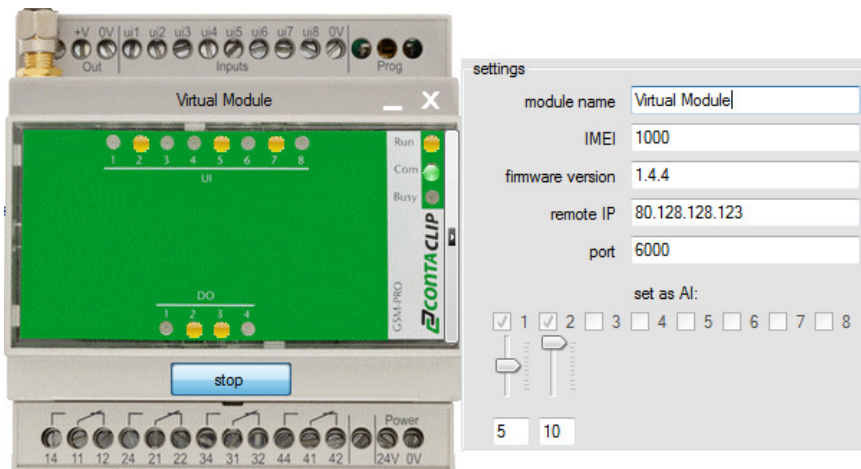 +V 0V ui1 ui2 ui3 ui4 ui5 ui6 ui7 ui8 0V
Out Inputs Prog
Virtual Module _ X
1 2 3 4 5 6 7 8
UI
Run
Com
Busy
GSM-PRO
CONTACLIP
DO
1 2 3 4
stop
Power
14 11 12 24 21 22 34 31 32 44 41 42 24V 0V
settings
module name Virtual Module
IMEI 1000
firmware version 1.4.4
remote IP 80.128.128.123
port 6000
set as AI:
1 2 3 4 5 6 7 8
5 10